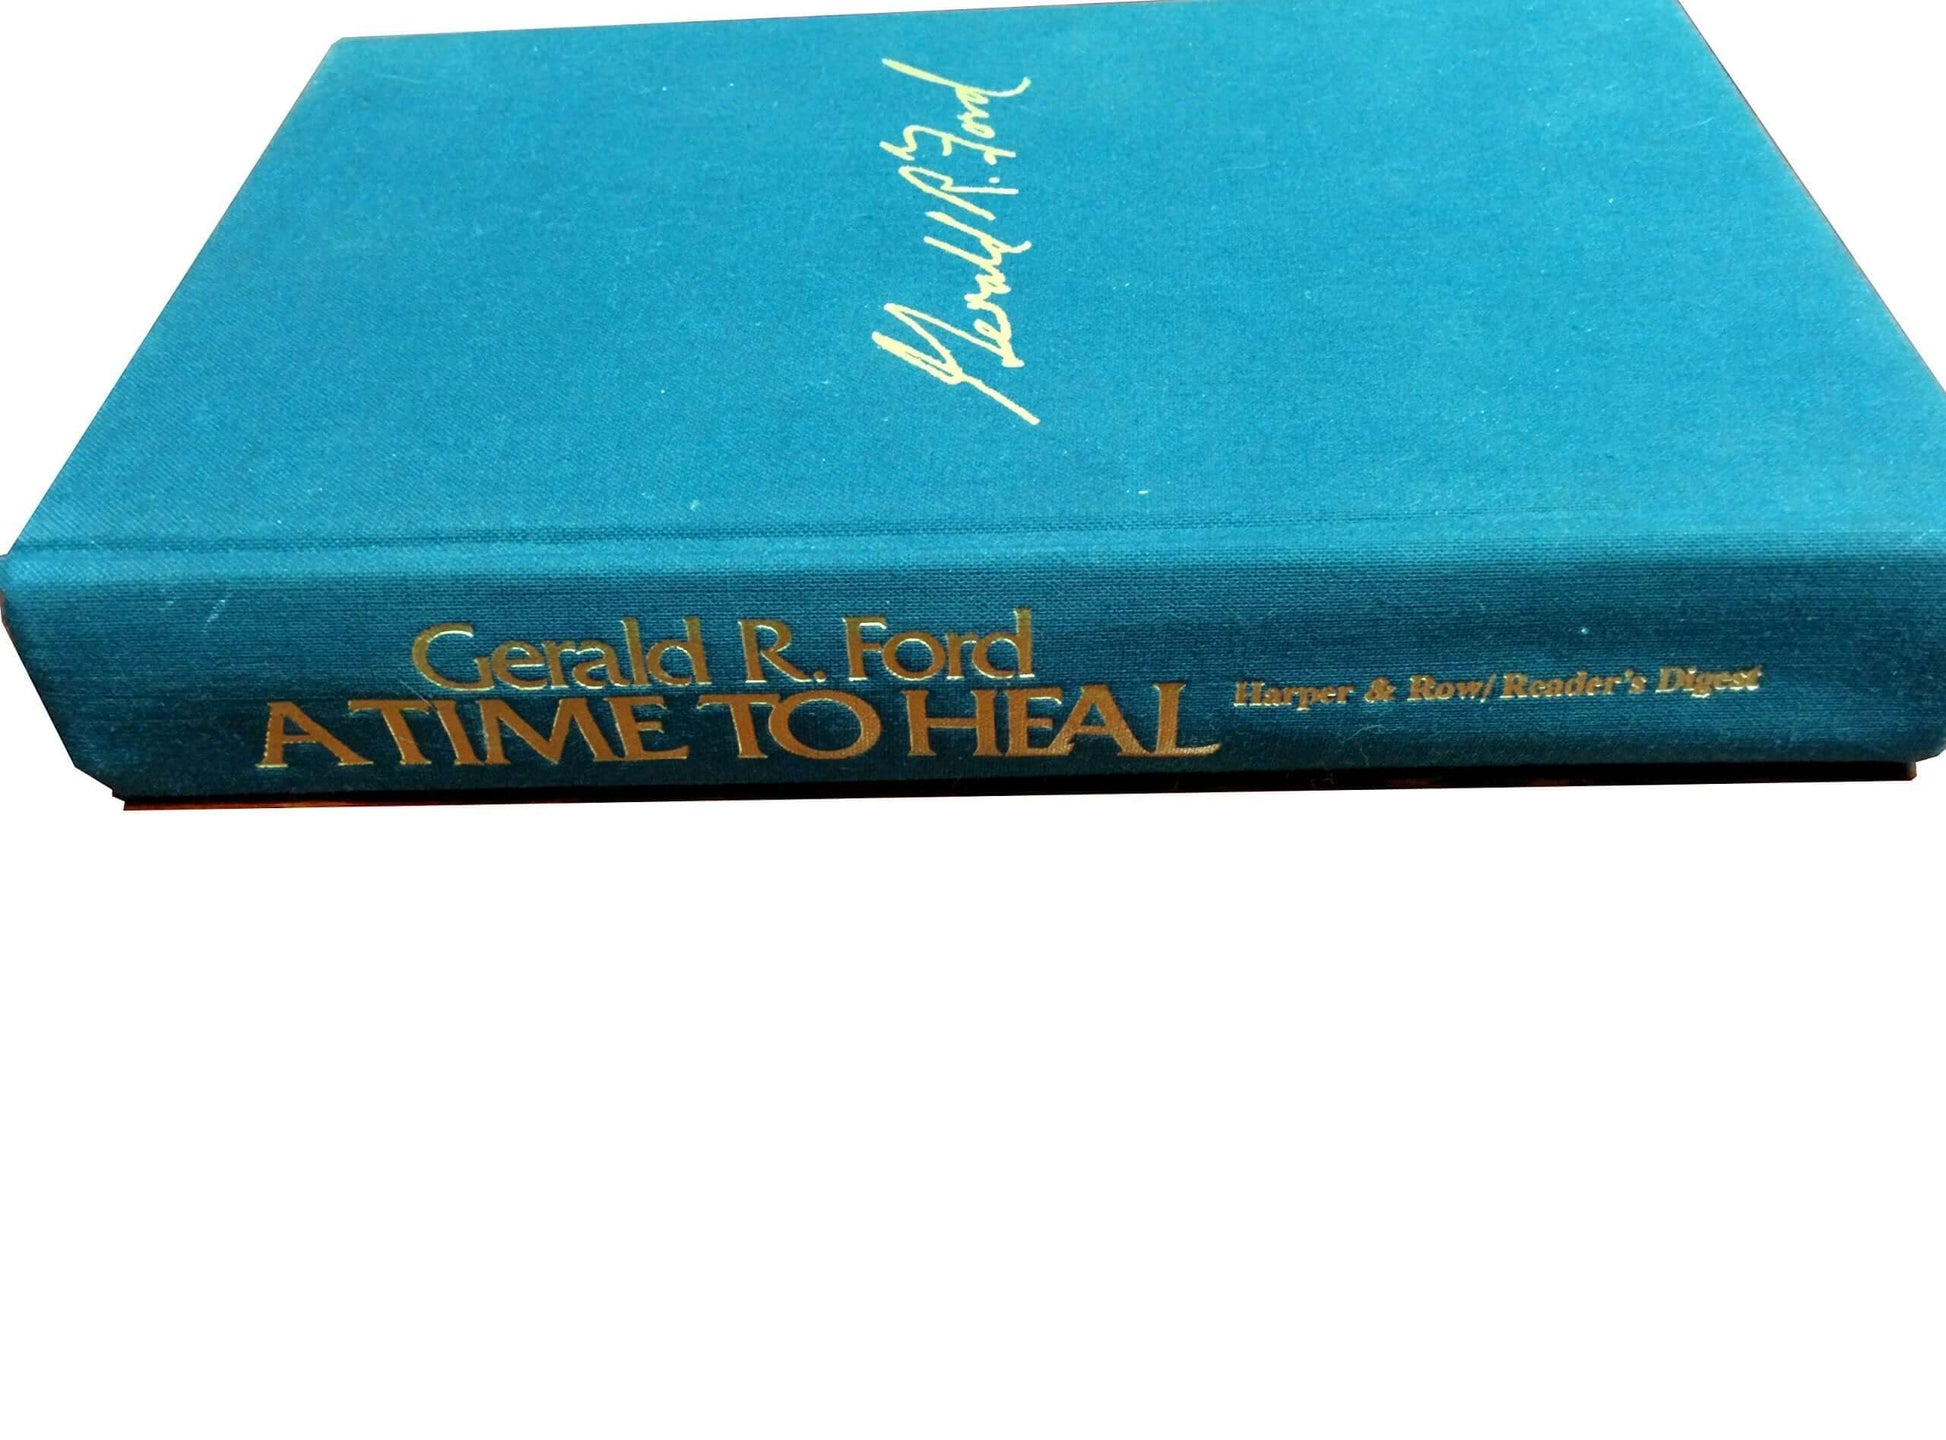 Gerald R. Ford
Gerald R. Ford
A TIME TO HEAL
Harper & Row/Reader's Digest